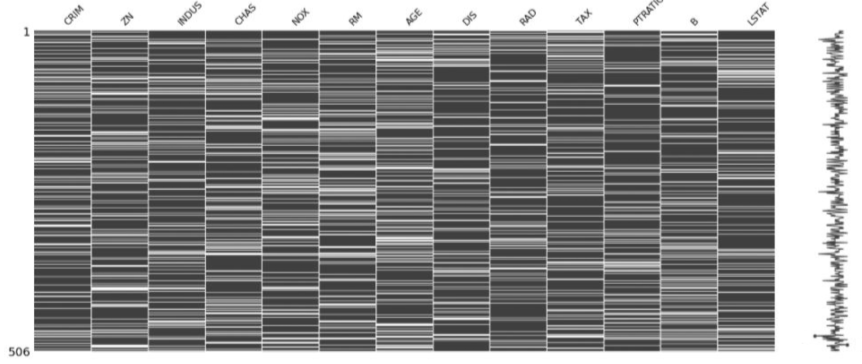 CRIM ZN INDUS CHAS NOX RM AGE DIS RAD TAX PTRATIO B LSTAT
1
506